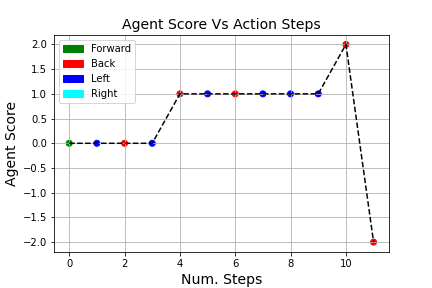 Agent Score Vs Action Steps
Forward
Back
Left
Right
2.0
1.5
1.0
0.5
0.0
−0.5
−1.0
−1.5
−2.0
Agent Score
0 2 4 6 8 10
Num. Steps